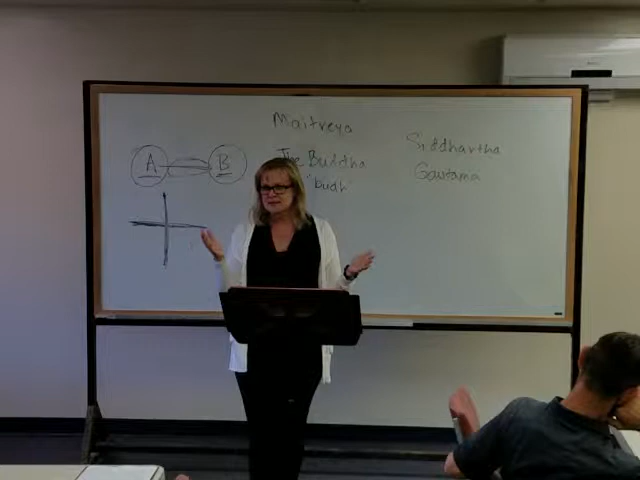 Maitreya
A B
The Buddha
"budh
Siddhartha
Gautama